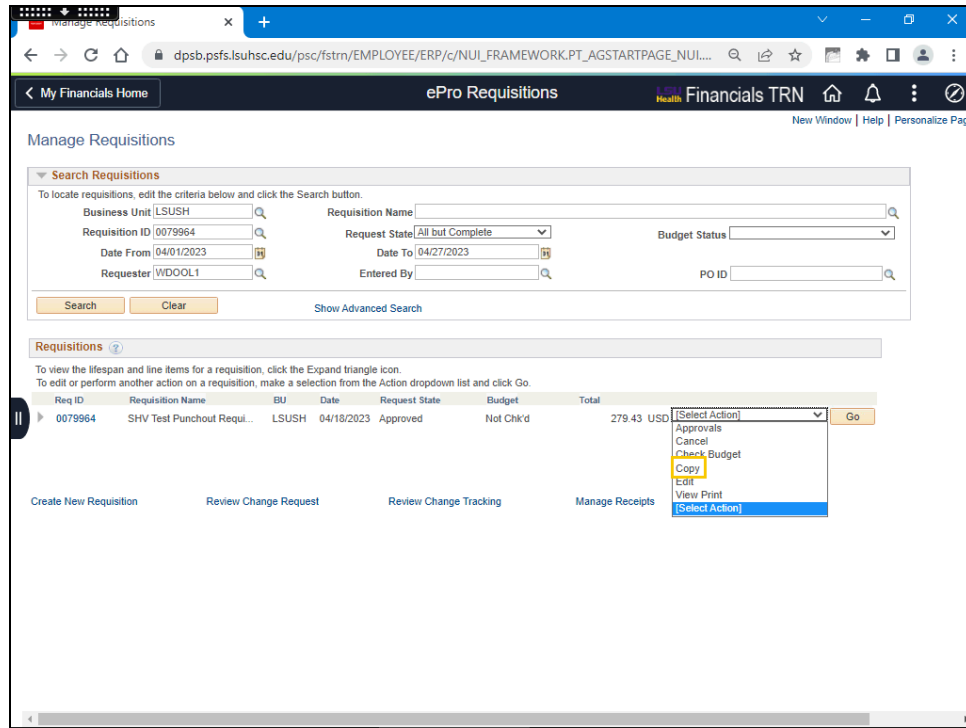 Manage Requisitions
dpsb.psfs.lsuhsc.edu/psc/fstrn/EMPLOYEE/ERP/c/NUI_FRAMEWORK.PT_AGSTARTPAGE_NUI....
My Financials Home
ePro Requisitions
LSU Health Financials TRN
New Window | Help | Personalize Pag
Manage Requisitions
Search Requisitions
To locate requisitions, edit the criteria below and click the Search button.
Business Unit LSUSH Requisition Name
Requisition ID 0079964 Request State All but Complete Budget Status
Date From 04/01/2023 Date To 04/27/2023
Requester WDOOL1 Entered By PO ID
Search Clear Show Advanced Search
Requisitions ?
To view the lifespan and line items for a requisition, click the Expand triangle icon.
To edit or perform another action on a requisition, make a selection from the Action dropdown list and click Go.
Req ID Requisition Name BU Date Request State Budget Total
0079964 SHV Test Punchout Requi... LSUSH 04/18/2023 Approved Not Chk'd 279.43 USD [Select Action] Go
Approvals
Cancel
Check Budget
Copy
Edit
View Print
[Select Action]
Create New Requisition Review Change Request Review Change Tracking Manage Receipts